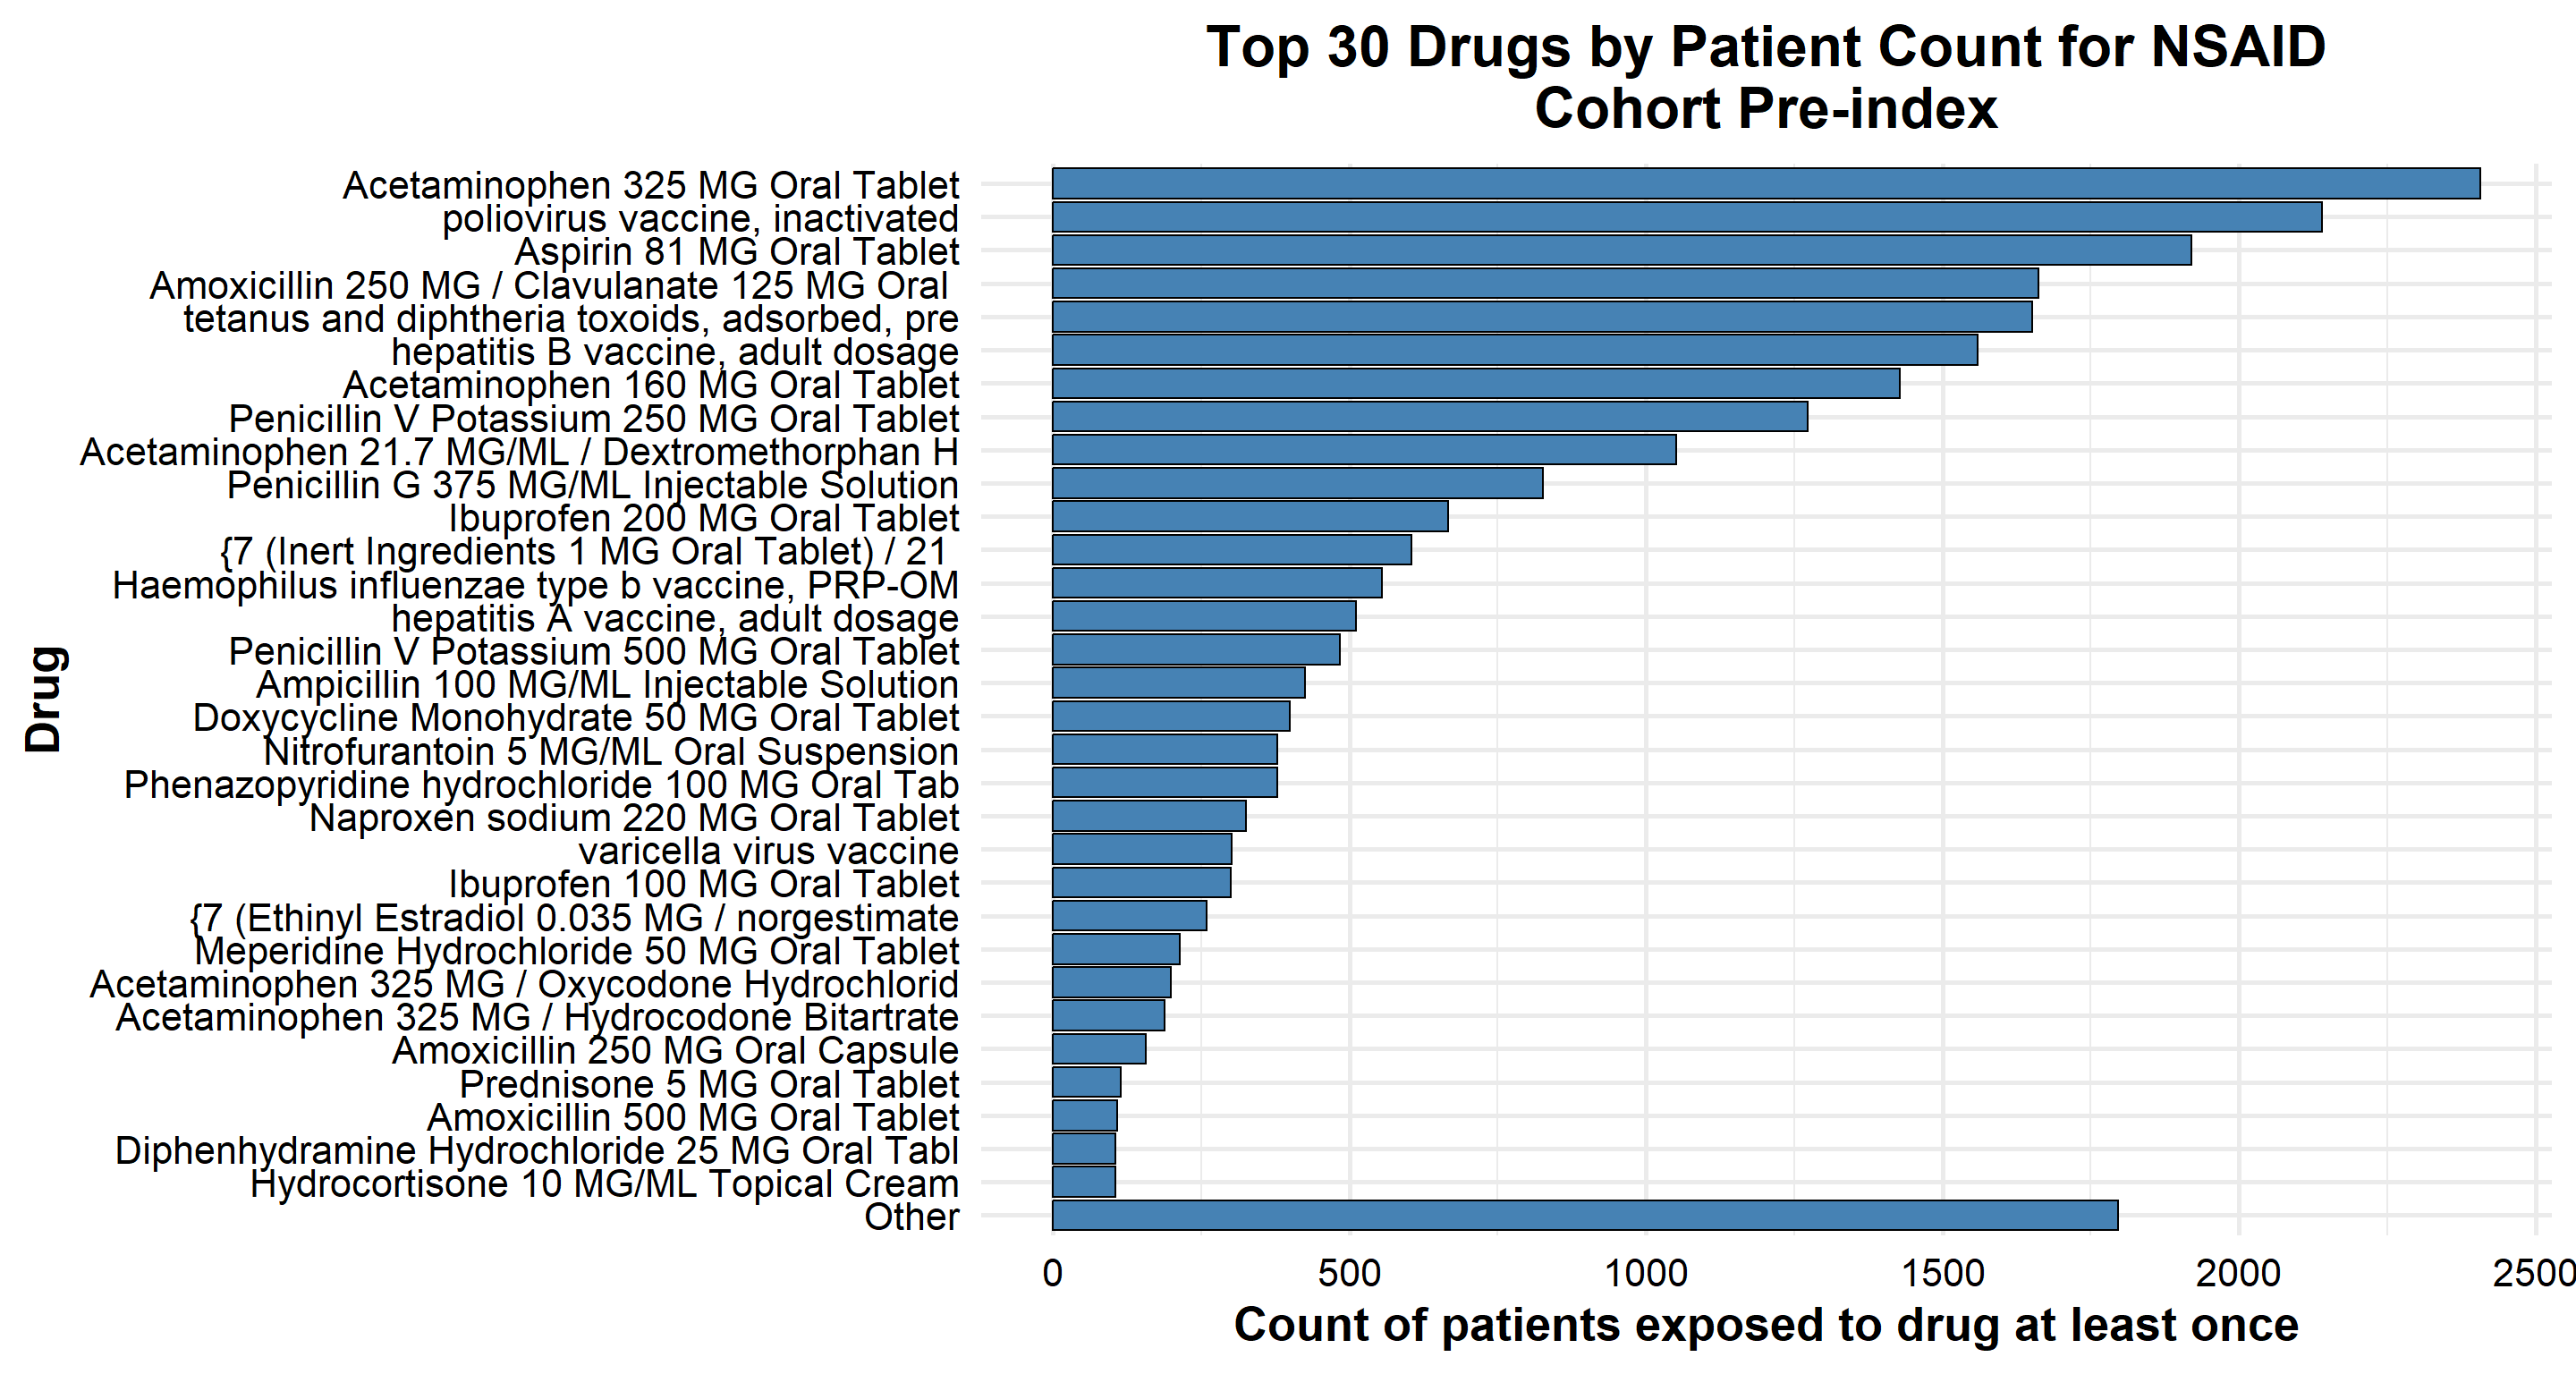 Top 30 Drugs by Patient Count for NSAID
Cohort Pre-index
Drug
Acetaminophen 325 MG Oral Tablet
poliovirus vaccine, inactivated
Aspirin 81 MG Oral Tablet
Amoxicillin 250 MG / Clavulanate 125 MG Oral
tetanus and diphtheria toxoids, adsorbed, pre
hepatitis B vaccine, adult dosage
Acetaminophen 160 MG Oral Tablet
Penicillin V Potassium 250 MG Oral Tablet
Acetaminophen 21.7 MG/ML / Dextromethorphan H
Penicillin G 375 MG/ML Injectable Solution
Ibuprofen 200 MG Oral Tablet
{7 (Inert Ingredients 1 MG Oral Tablet) / 21
Haemophilus influenzae type b vaccine, PRP-OM
hepatitis A vaccine, adult dosage
Penicillin V Potassium 500 MG Oral Tablet
Ampicillin 100 MG/ML Injectable Solution
Doxycycline Monohydrate 50 MG Oral Tablet
Nitrofurantoin 5 MG/ML Oral Suspension
Phenazopyridine hydrochloride 100 MG Oral Tab
Naproxen sodium 220 MG Oral Tablet
varicella virus vaccine
Ibuprofen 100 MG Oral Tablet
{7 (Ethinyl Estradiol 0.035 MG / norgestimate
Meperidine Hydrochloride 50 MG Oral Tablet
Acetaminophen 325 MG / Oxycodone Hydrochlorid
Acetaminophen 325 MG / Hydrocodone Bitartrate
Amoxicillin 250 MG Oral Capsule
Prednisone 5 MG Oral Tablet
Amoxicillin 500 MG Oral Tablet
Diphenhydramine Hydrochloride 25 MG Oral Tabl
Hydrocortisone 10 MG/ML Topical Cream
Other
0 500 1000 1500 2000 2500
Count of patients exposed to drug at least once